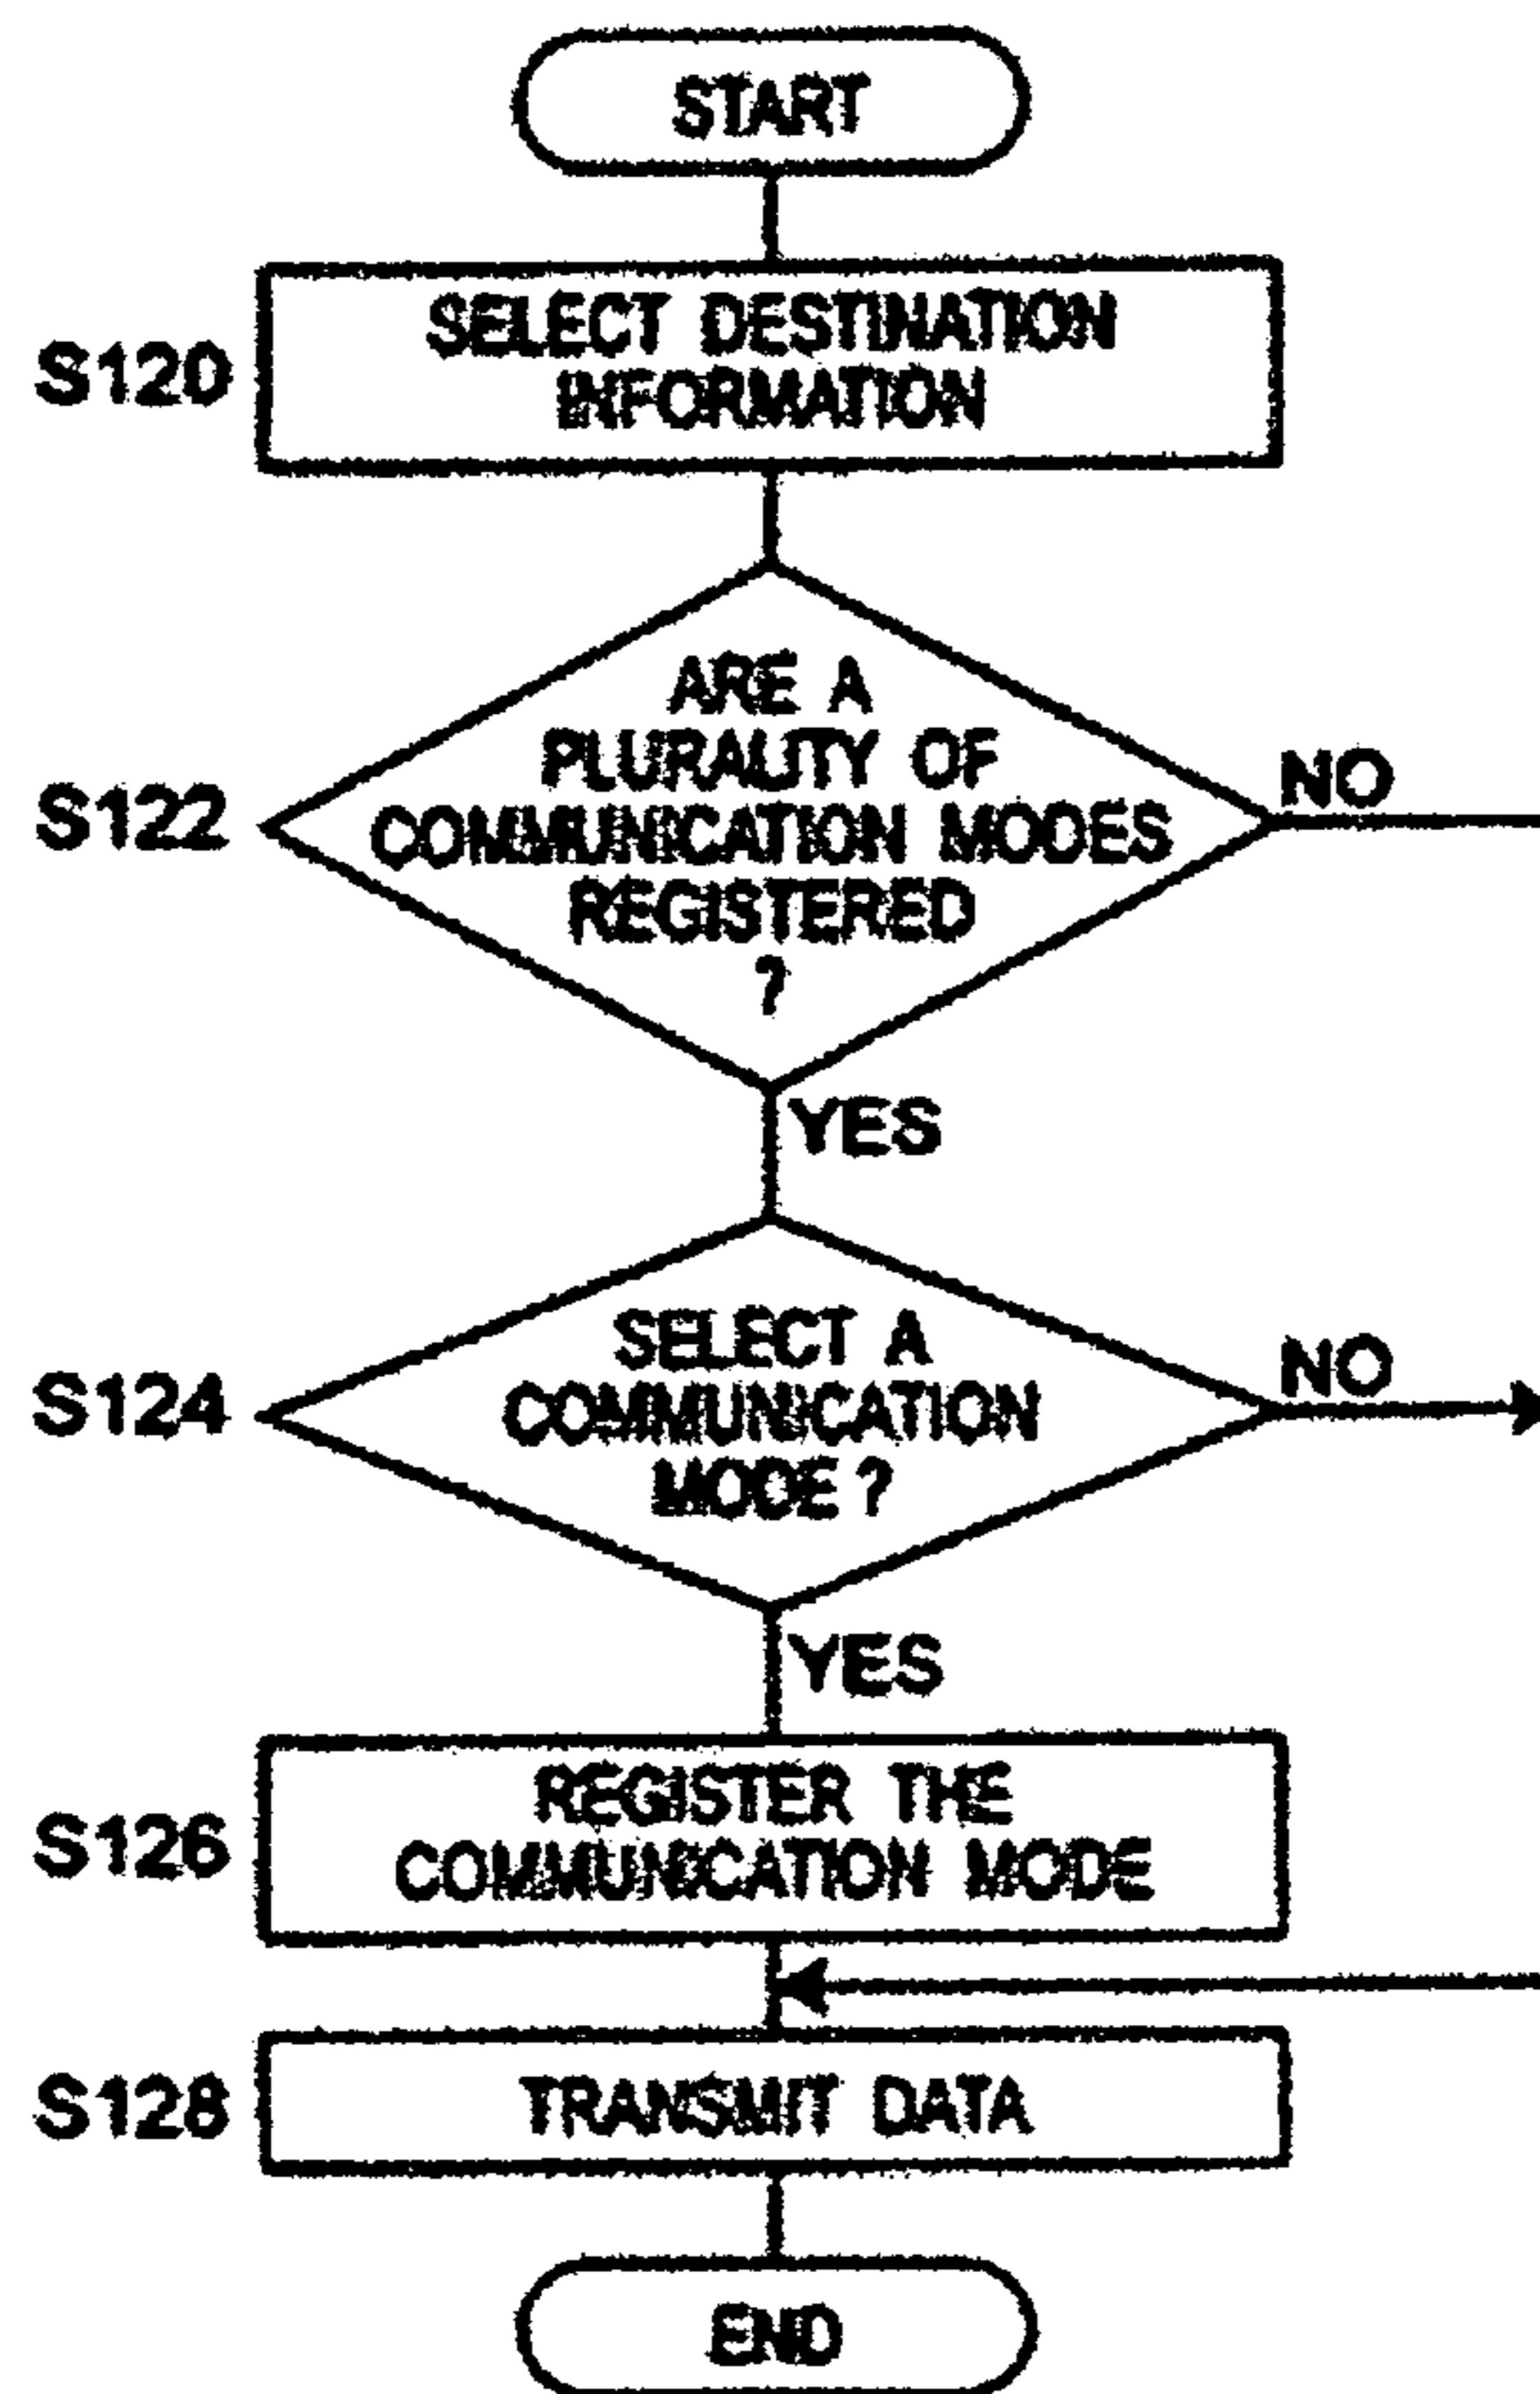 START
S120
SELECT DESTINATION
INFORMATION
S122
ARE A
PLURALITY OF
COMMUNICATION MODES
REGISTERED
?
NO
YES
S124
SELECT A
COMMUNICATION
MODE ?
NO
YES
S126
REGISTER THE
COMMUNICATION MODE
S128
TRANSMIT DATA
END